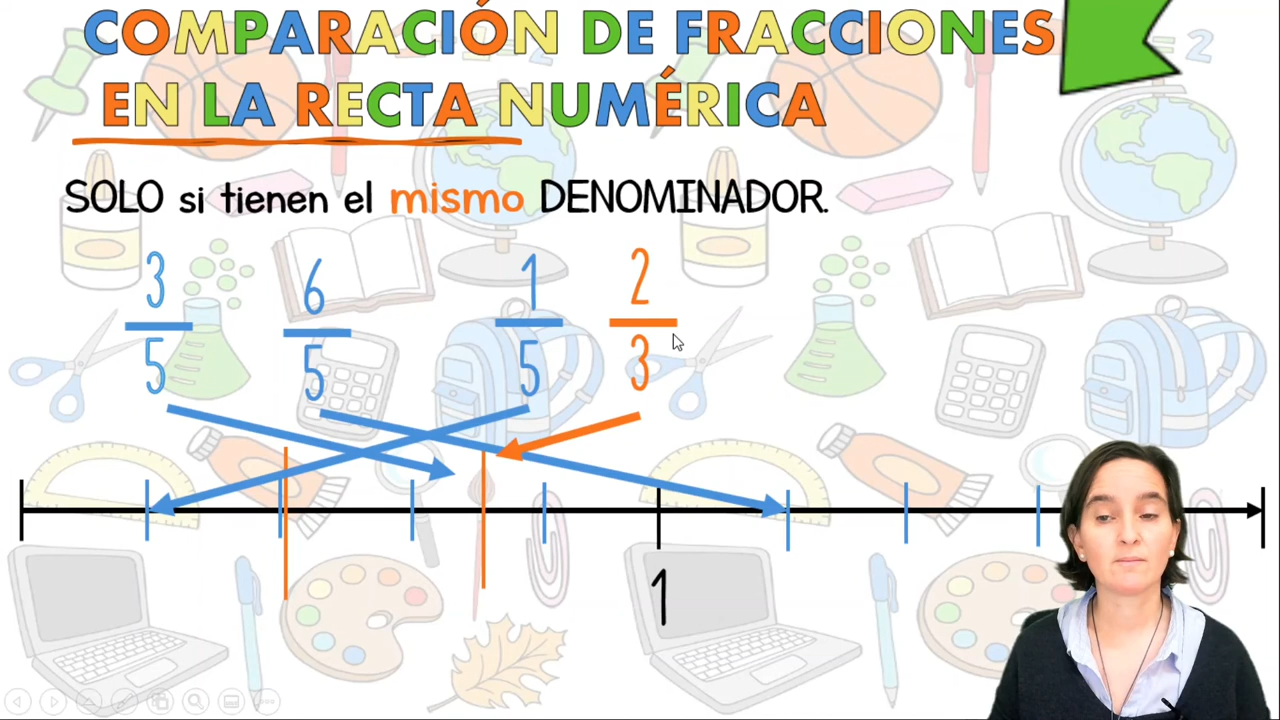 COMPARACIÓN DE FRACCIONES
EN LA RECTA NUMÉRICA
SOLO si tienen el mismo DENOMINADOR.
3 6 1 2
5 5 5 3
1